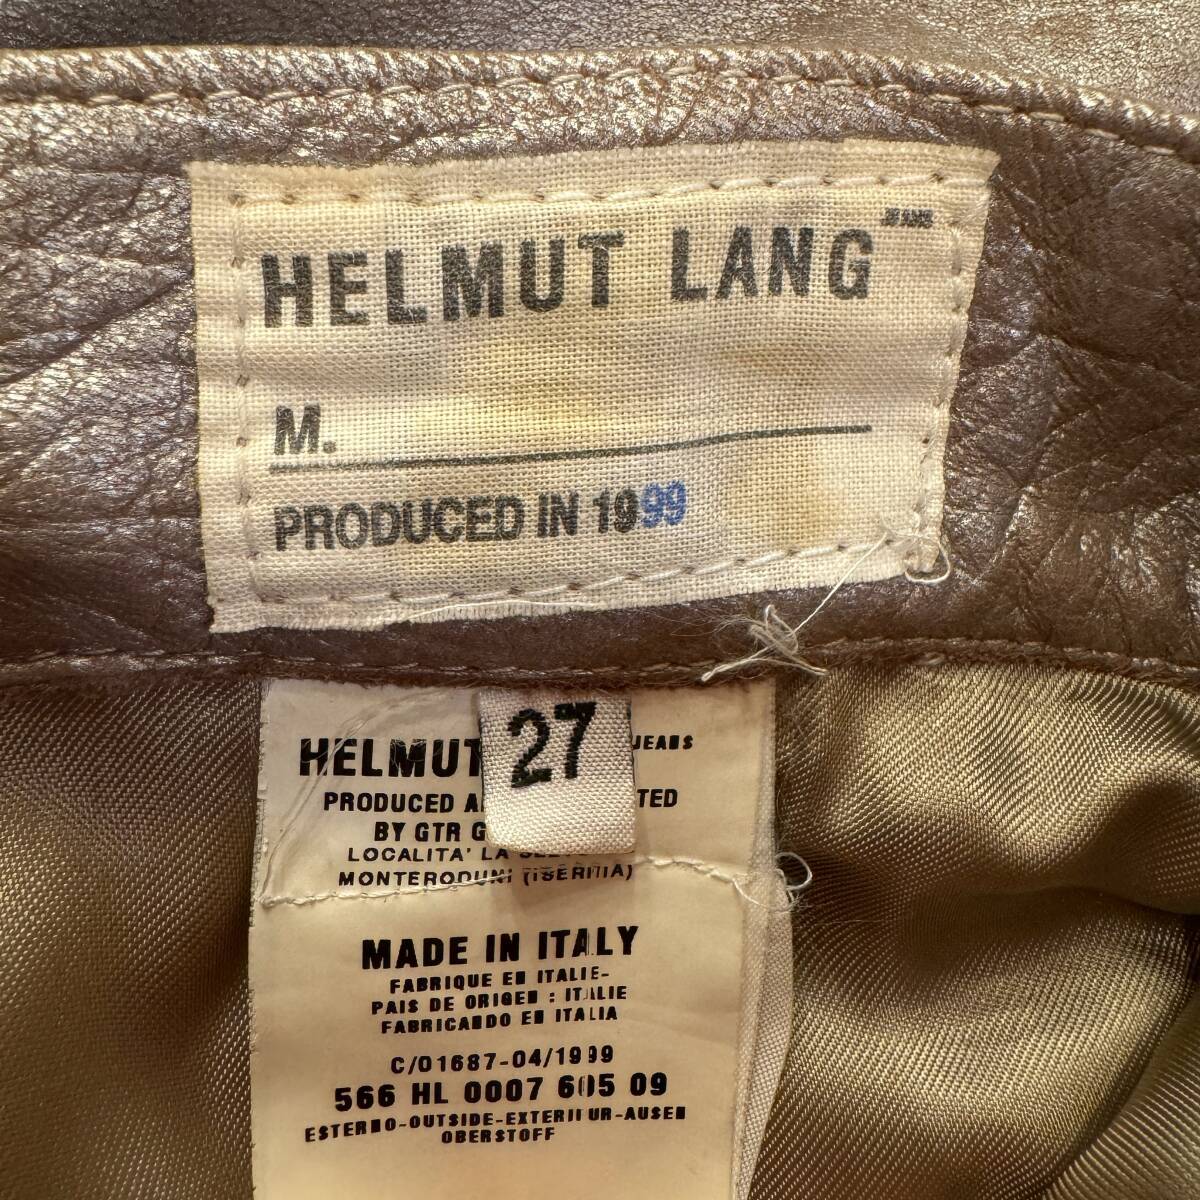 HELMUT LANG JEANS
M.
PRODUCED IN 1999
27
HELMUT JEANS
PRODUCED
BY GTR
LOCALITA' LA
MONTERODUNI (ISERNIA)
MADE IN ITALY
FABRIQUE EN ITALIE-
PAIS DE ORIGEN : ITALIE
FABRICANDO EN ITALIA
C/01687-04/1999
566 HL 0007 605 09
ESTERNO-OUTSIDE-EXTERIEUR-AUSEN
OBERSTOFF